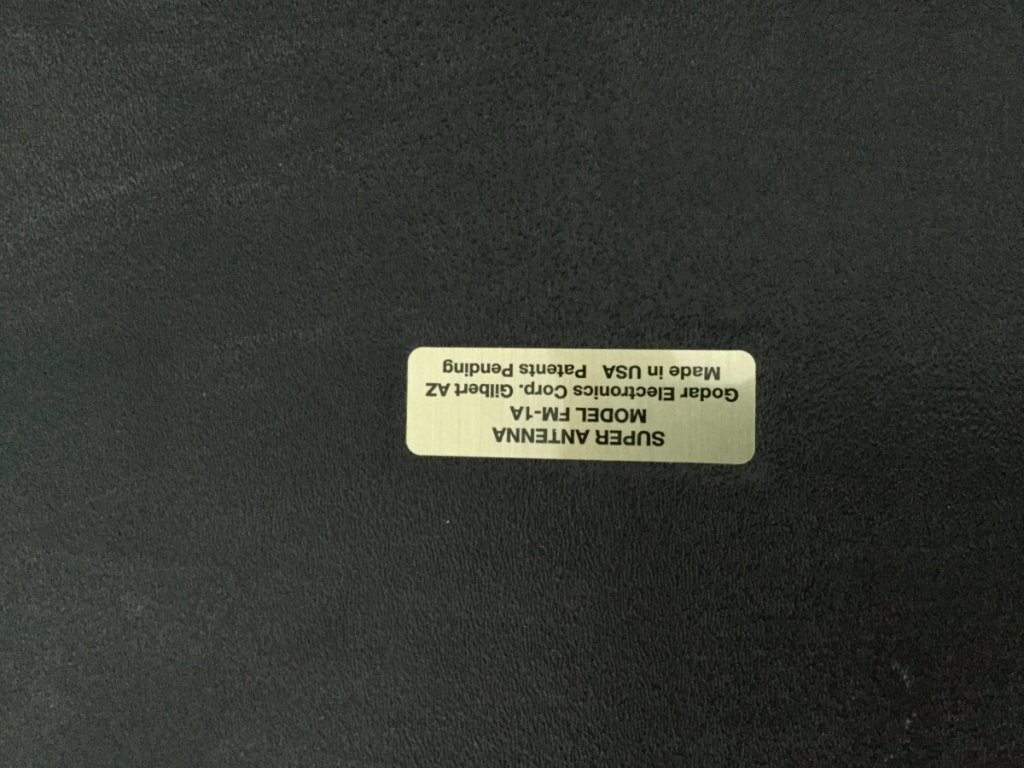 SUPER ANTENNA
MODEL FM-1A
Godar Electronics Corp. Gilbert AZ
Made in USA Patents Pending